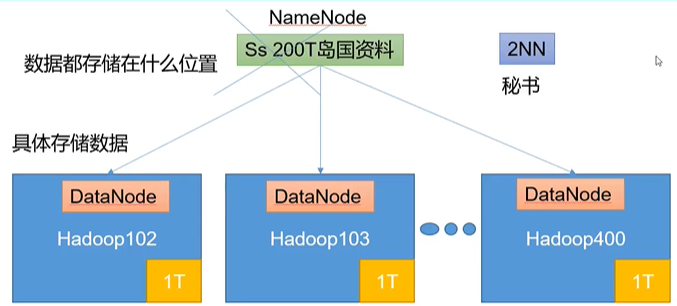 NameNode
Ss 200T岛国资料
2NN
数据都存储在什么位置
秘书
具体存储数据
DataNode
DataNode
DataNode
Hadoop102
Hadoop103
Hadoop400
1T
1T
1T